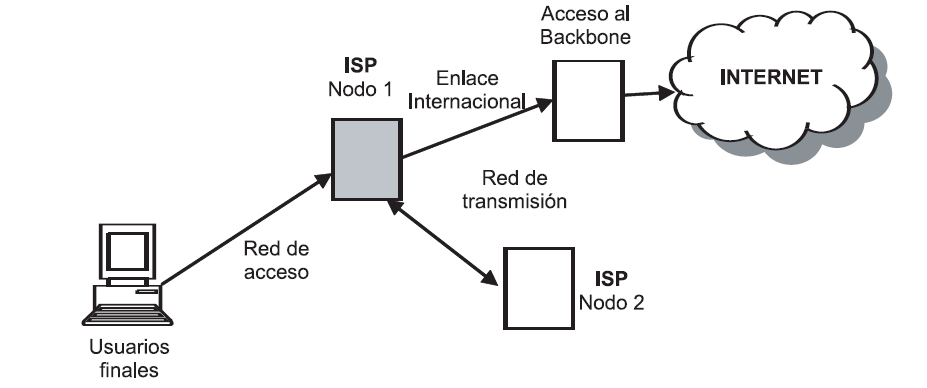 Acceso al
Backbone
INTERNET
ISP
Nodo 1
Enlace
Internacional
Red de
transmisión
Red de
acceso
ISP
Nodo 2
Usuarios
finales